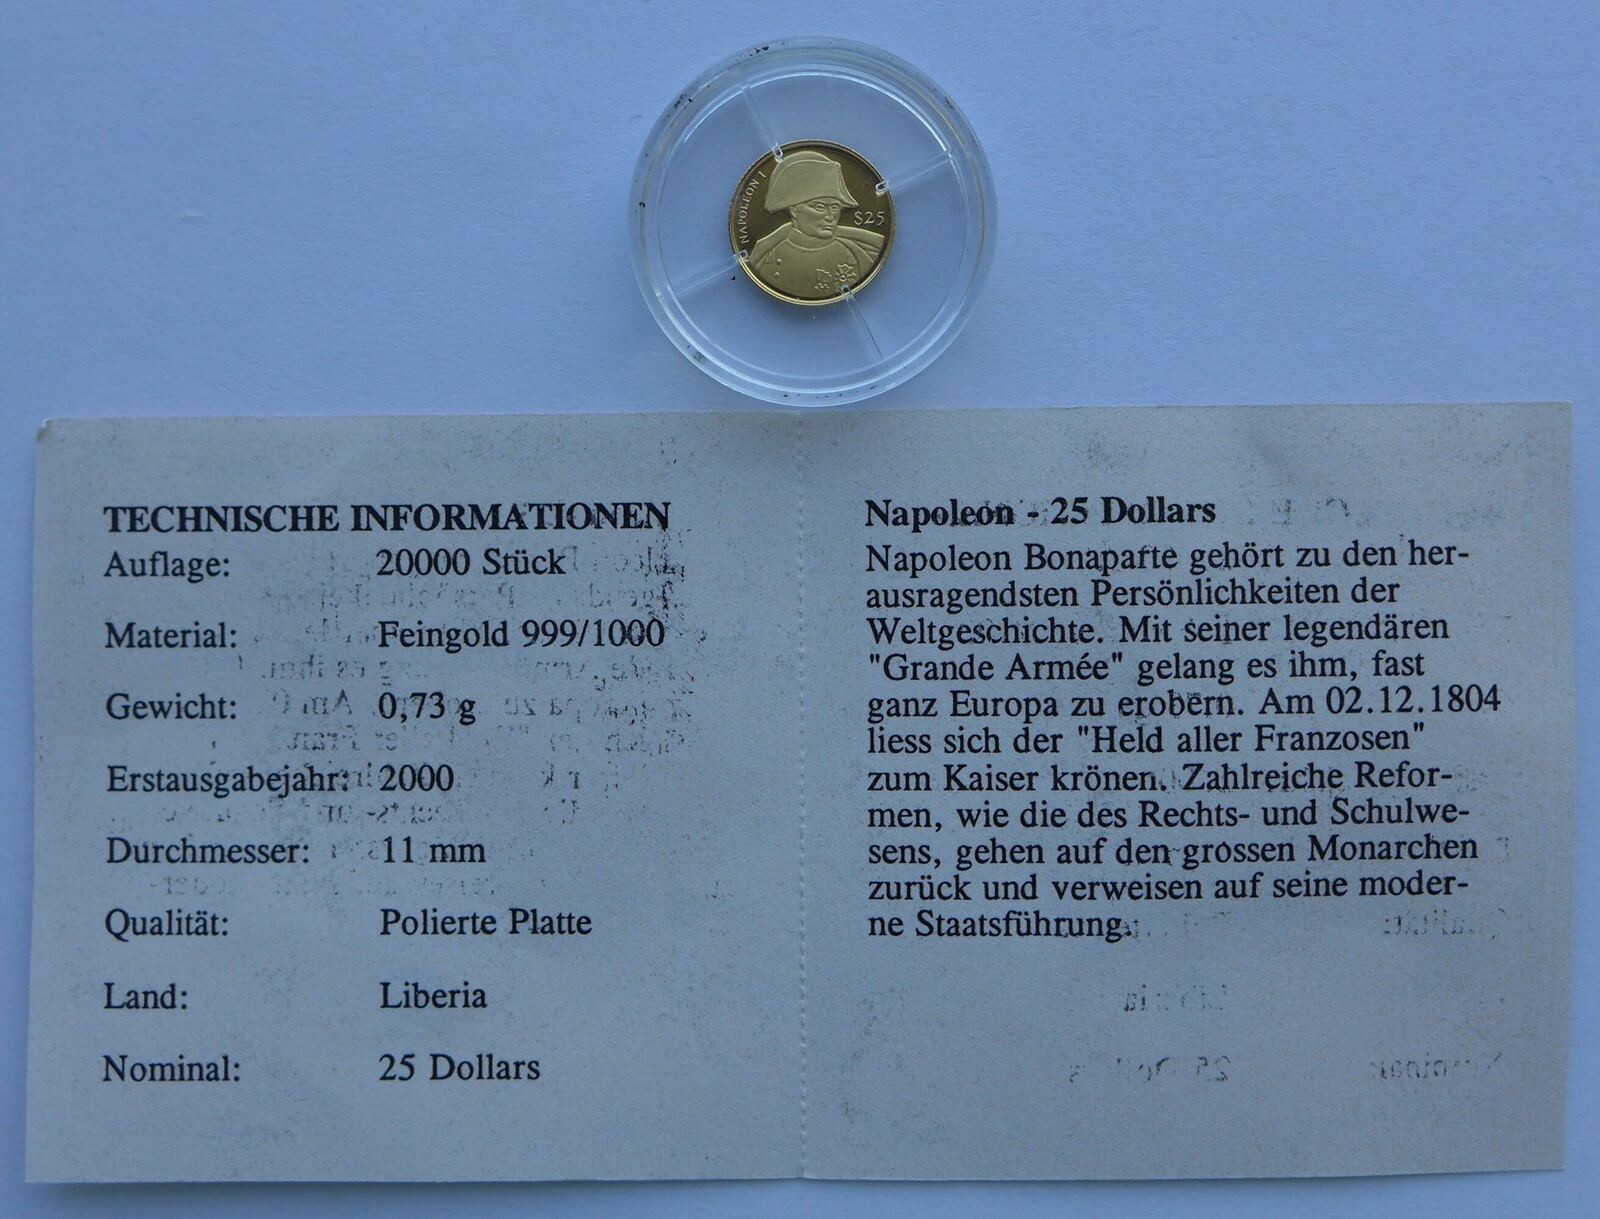 NAPOLEON I
$25
TECHNISCHE INFORMATIONEN
Auflage: 20000 Stück
Material: Feingold 999/1000
Gewicht: 0,73 g
Erstausgabejahr: 2000
Durchmesser: 11 mm
Qualität: Polierte Platte
Land: Liberia
Nominal: 25 Dollars
Napoleon - 25 Dollars
Napoleon Bonaparte gehört zu den her-
ausragendsten Persönlichkeiten der
Weltgeschichte. Mit seiner legendären
"Grande Armée" gelang es ihm, fast
ganz Europa zu erobern. Am 02.12.1804
liess sich der "Held aller Franzosen"
zum Kaiser krönen. Zahlreiche Refor-
men, wie die des Rechts- und Schulwe-
sens, gehen auf den grossen Monarchen
zurück und verweisen auf seine moder-
ne Staatsführung.